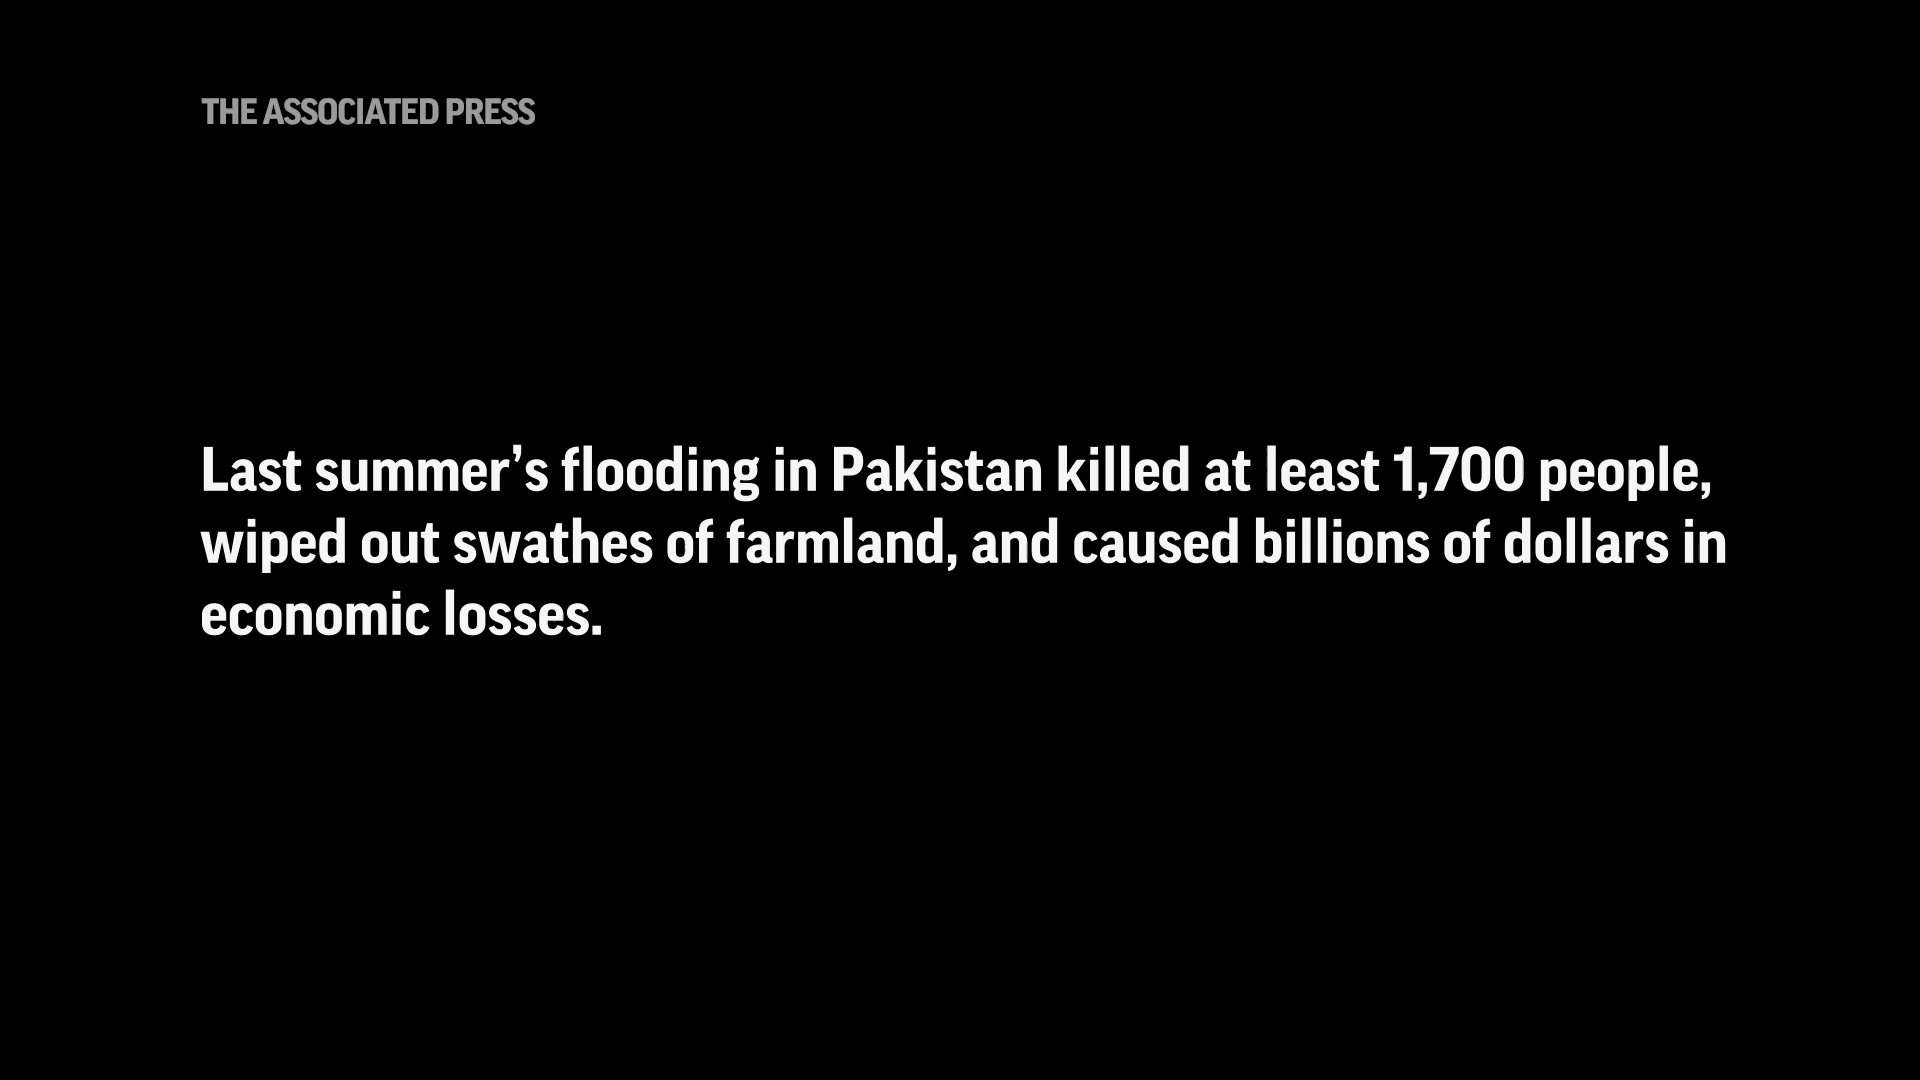 THE ASSOCIATED PRESS
Last summer’s flooding in Pakistan killed at least 1,700 people,
wiped out swathes of farmland, and caused billions of dollars in
economic losses.